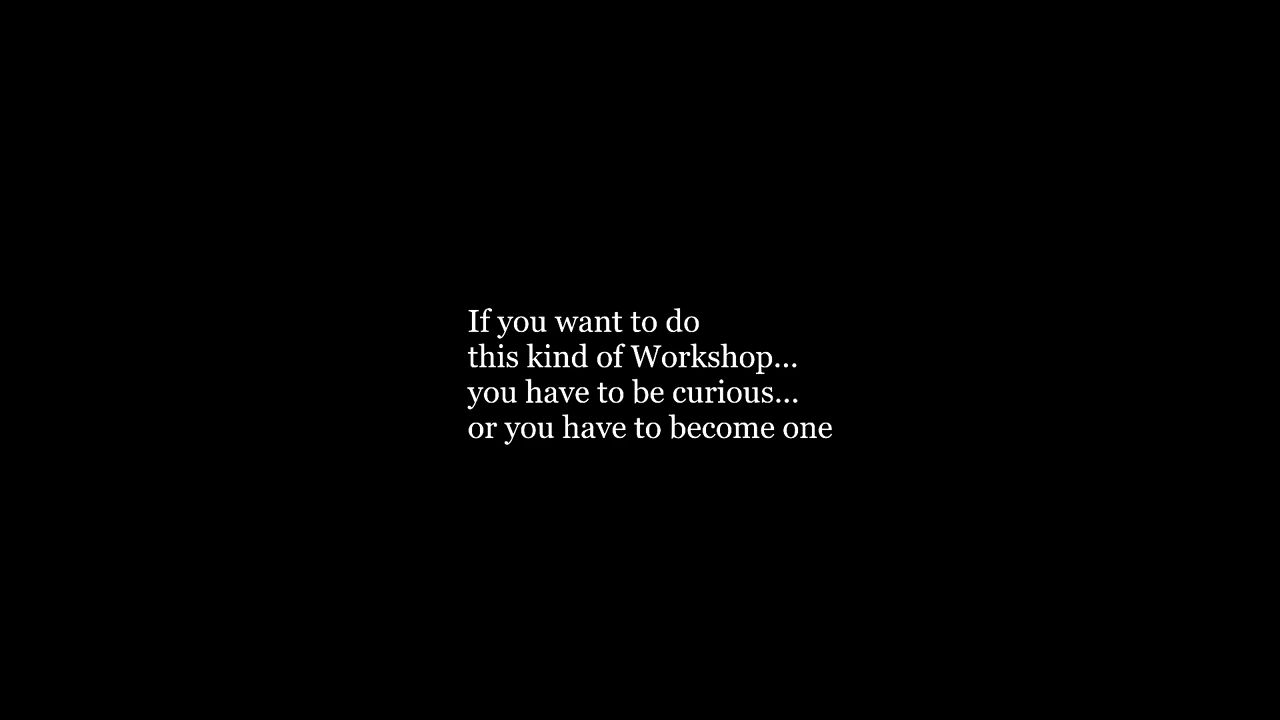 If you want to do
this kind of Workshop...
you have to be curious...
or you have to become one